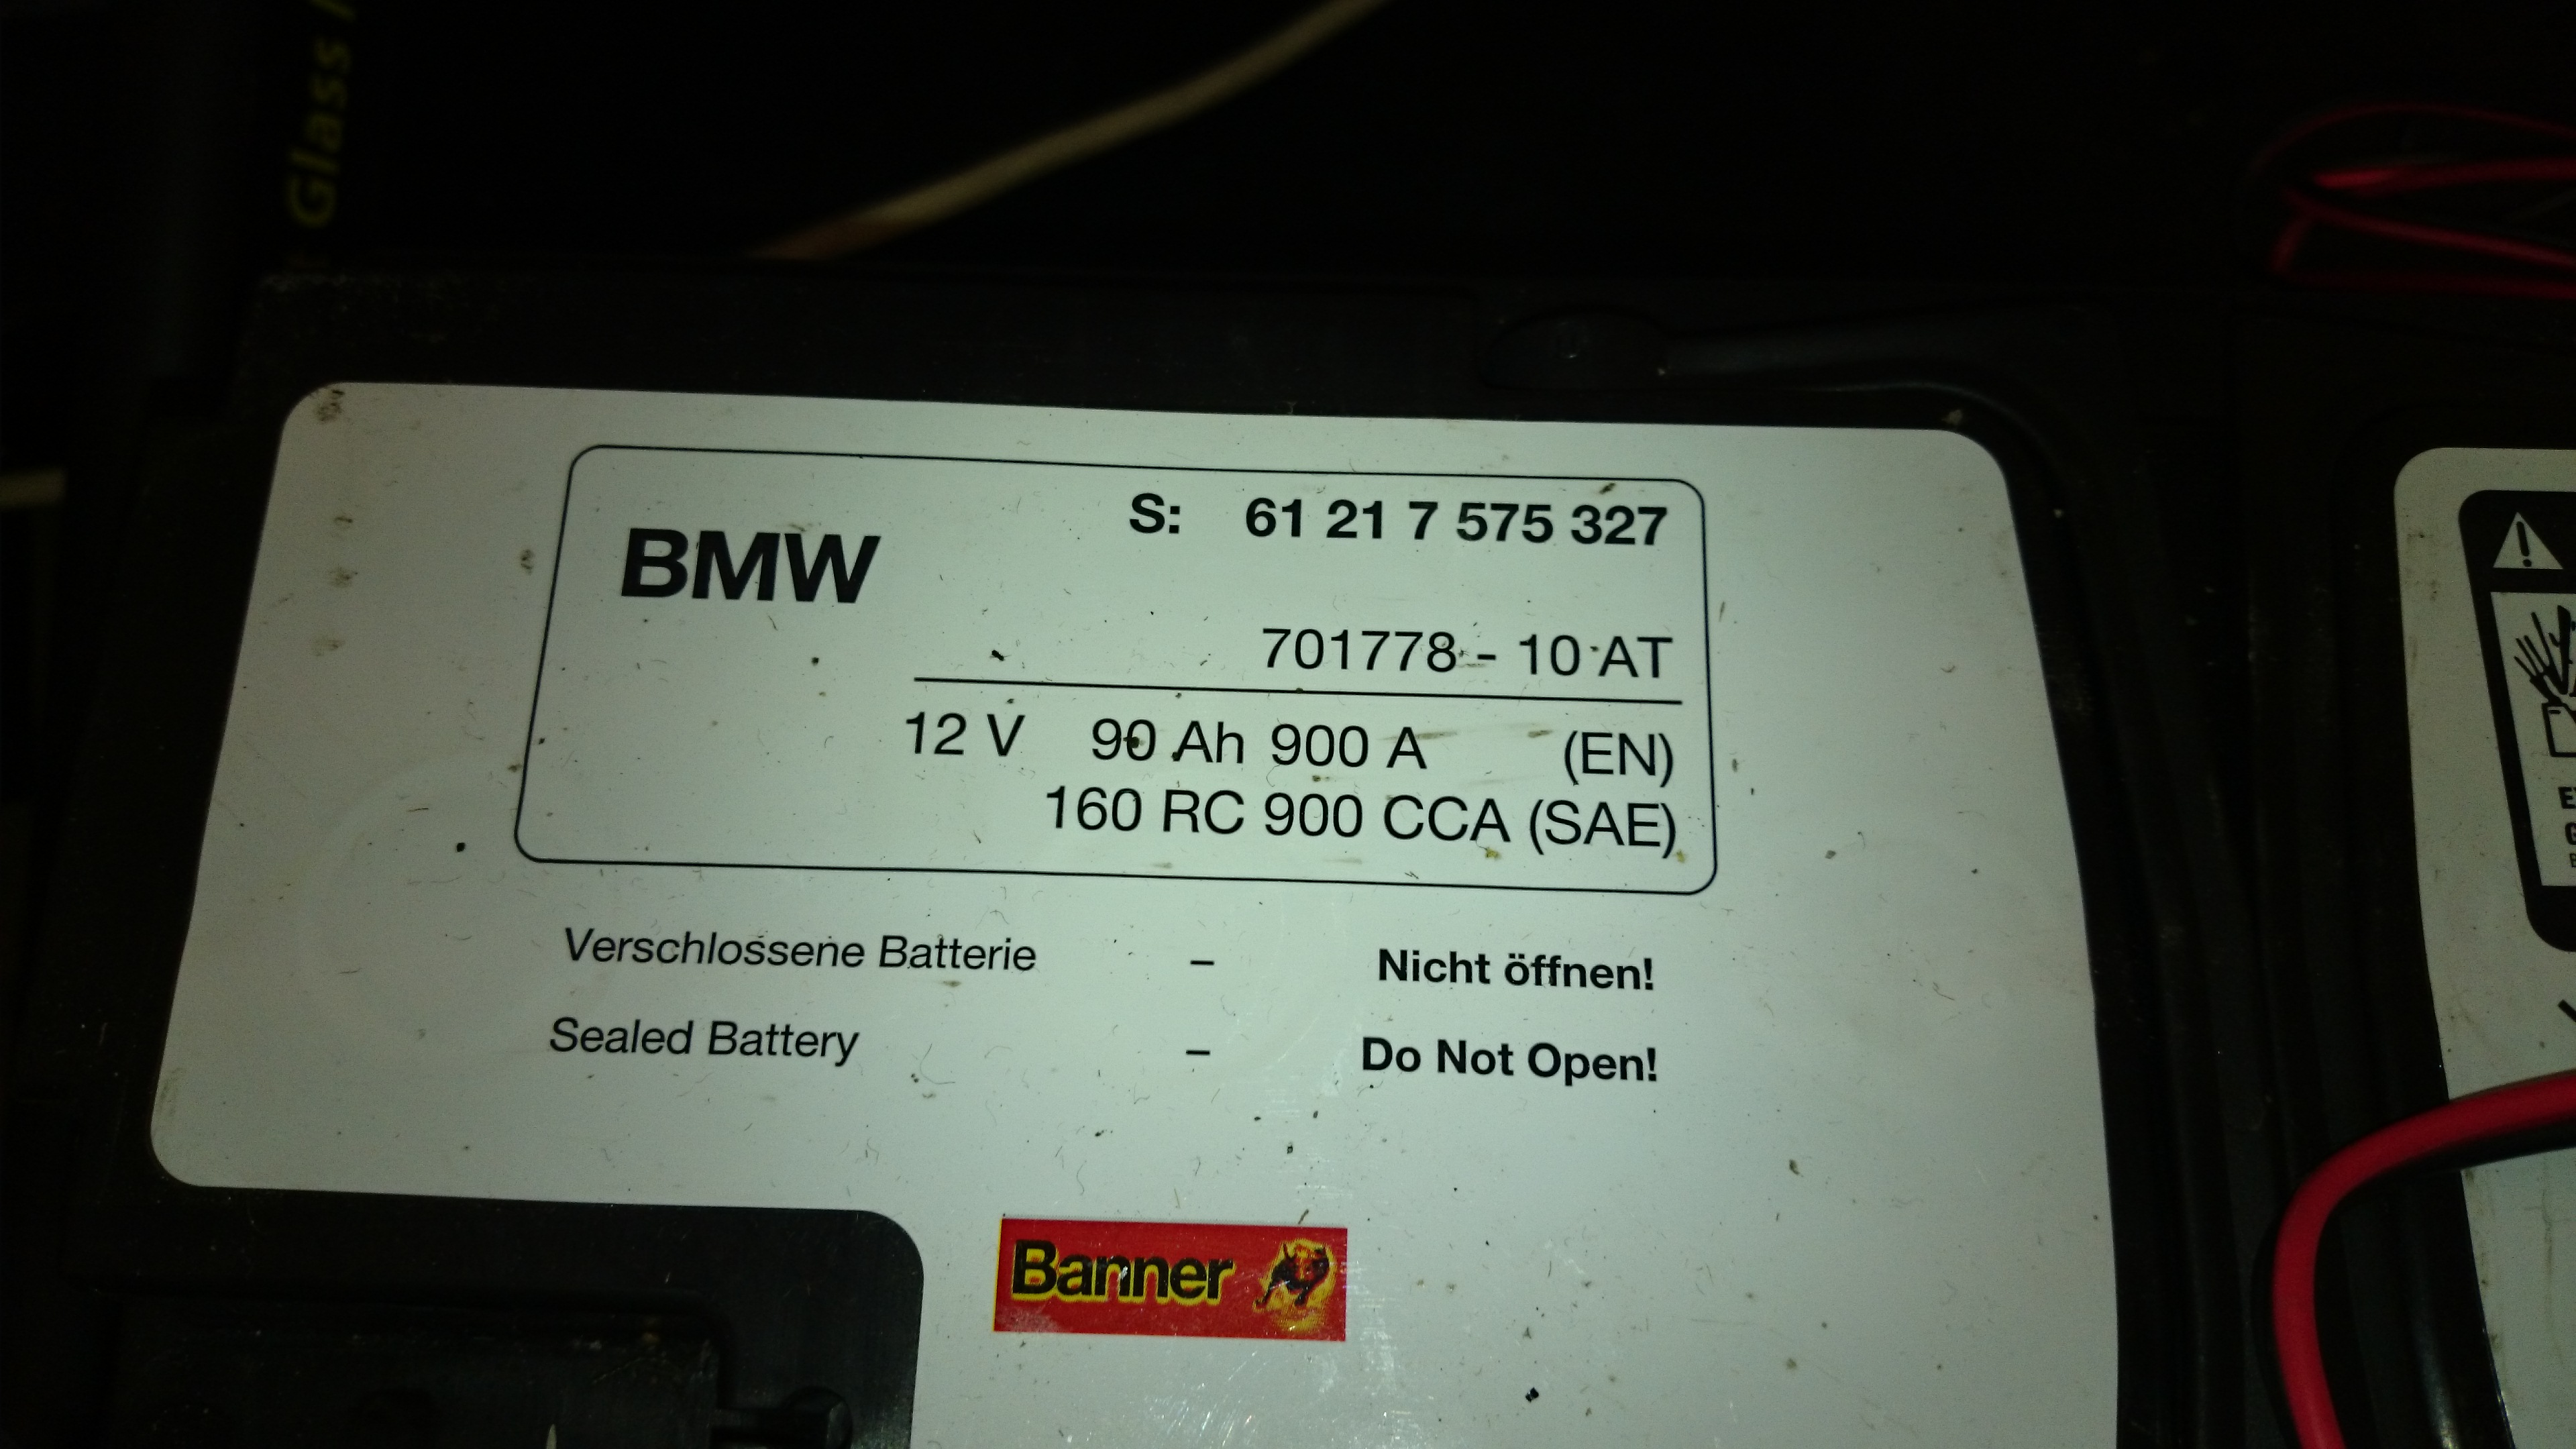 Glass
BMW
S: 61 21 7 575 327
701778 - 10 AT
12 V 90 Ah 900 A (EN)
160 RC 900 CCA (SAE)
Verschlossene Batterie – Nicht öffnen!
Sealed Battery – Do Not Open!
Banner